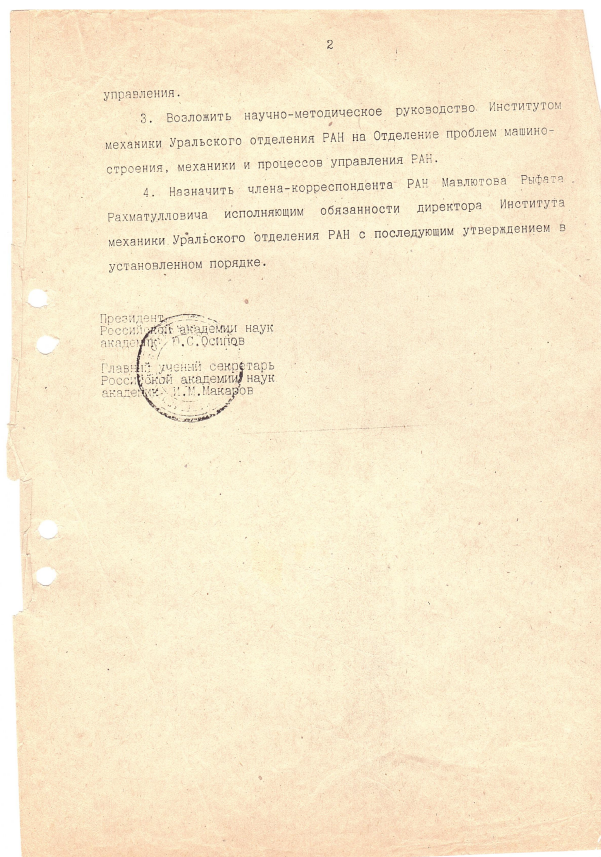 2
управления.
3. Возложить научно-методическое руководство Институтом
механики Уральского отделения РАН на Отделение проблем машино-
строения, механики и процессов управления РАН.
4. Назначить члена-корреспондента РАН Мавлютова Рыфата
Рахматулловича исполняющим обязанности директора Института
механики Уральского отделения РАН с последующим утверждением в
установленном порядке.
Президент
Российской академии наук
академик Ю.С.Осипов
Главный ученый секретарь
Российской академии наук
академик И.М.Макаров